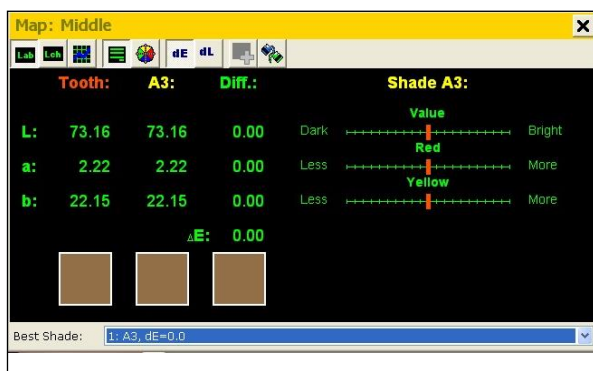 Map: Middle
Lab Lch dE dL
Tooth: A3: Diff.: Shade A3:
Value
L: 73.16 73.16 0.00 Dark Bright
Red
a: 2.22 2.22 0.00 Less More
Yellow
b: 22.15 22.15 0.00 Less More
△E: 0.00
Best Shade: 1: A3, dE=0.0